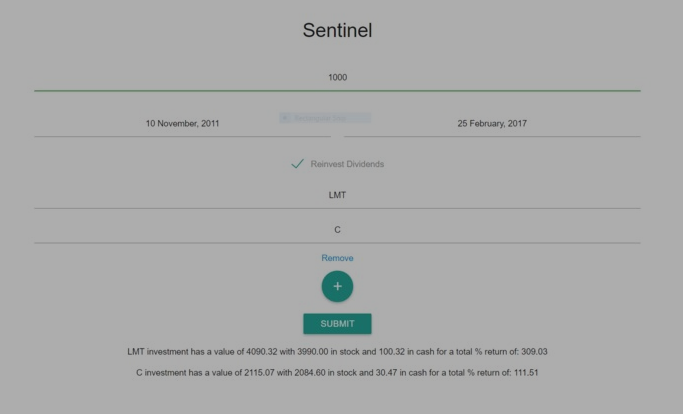 Sentinel
1000
10 November, 2011
25 February, 2017
Reinvest Dividends
LMT
C
Remove
+
SUBMIT
LMT investment has a value of 4090.32 with 3990.00 in stock and 100.32 in cash for a total % return of: 309.03
C investment has a value of 2115.07 with 2084.60 in stock and 30.47 in cash for a total % return of: 111.51